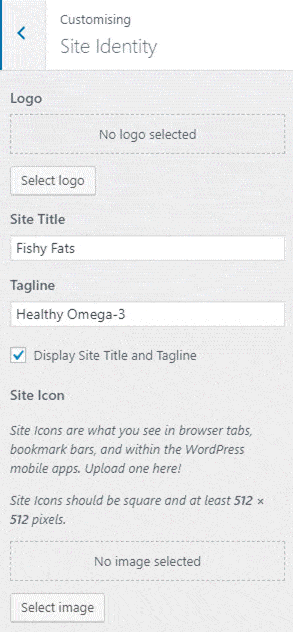 Customising
Site Identity
Logo
No logo selected
Select logo
Site Title
Fishy Fats
Tagline
Healthy Omega-3
Display Site Title and Tagline
Site Icon
Site Icons are what you see in browser tabs,
bookmark bars, and within the WordPress
mobile apps. Upload one here!
Site Icons should be square and at least 512 ×
512 pixels.
No image selected
Select image